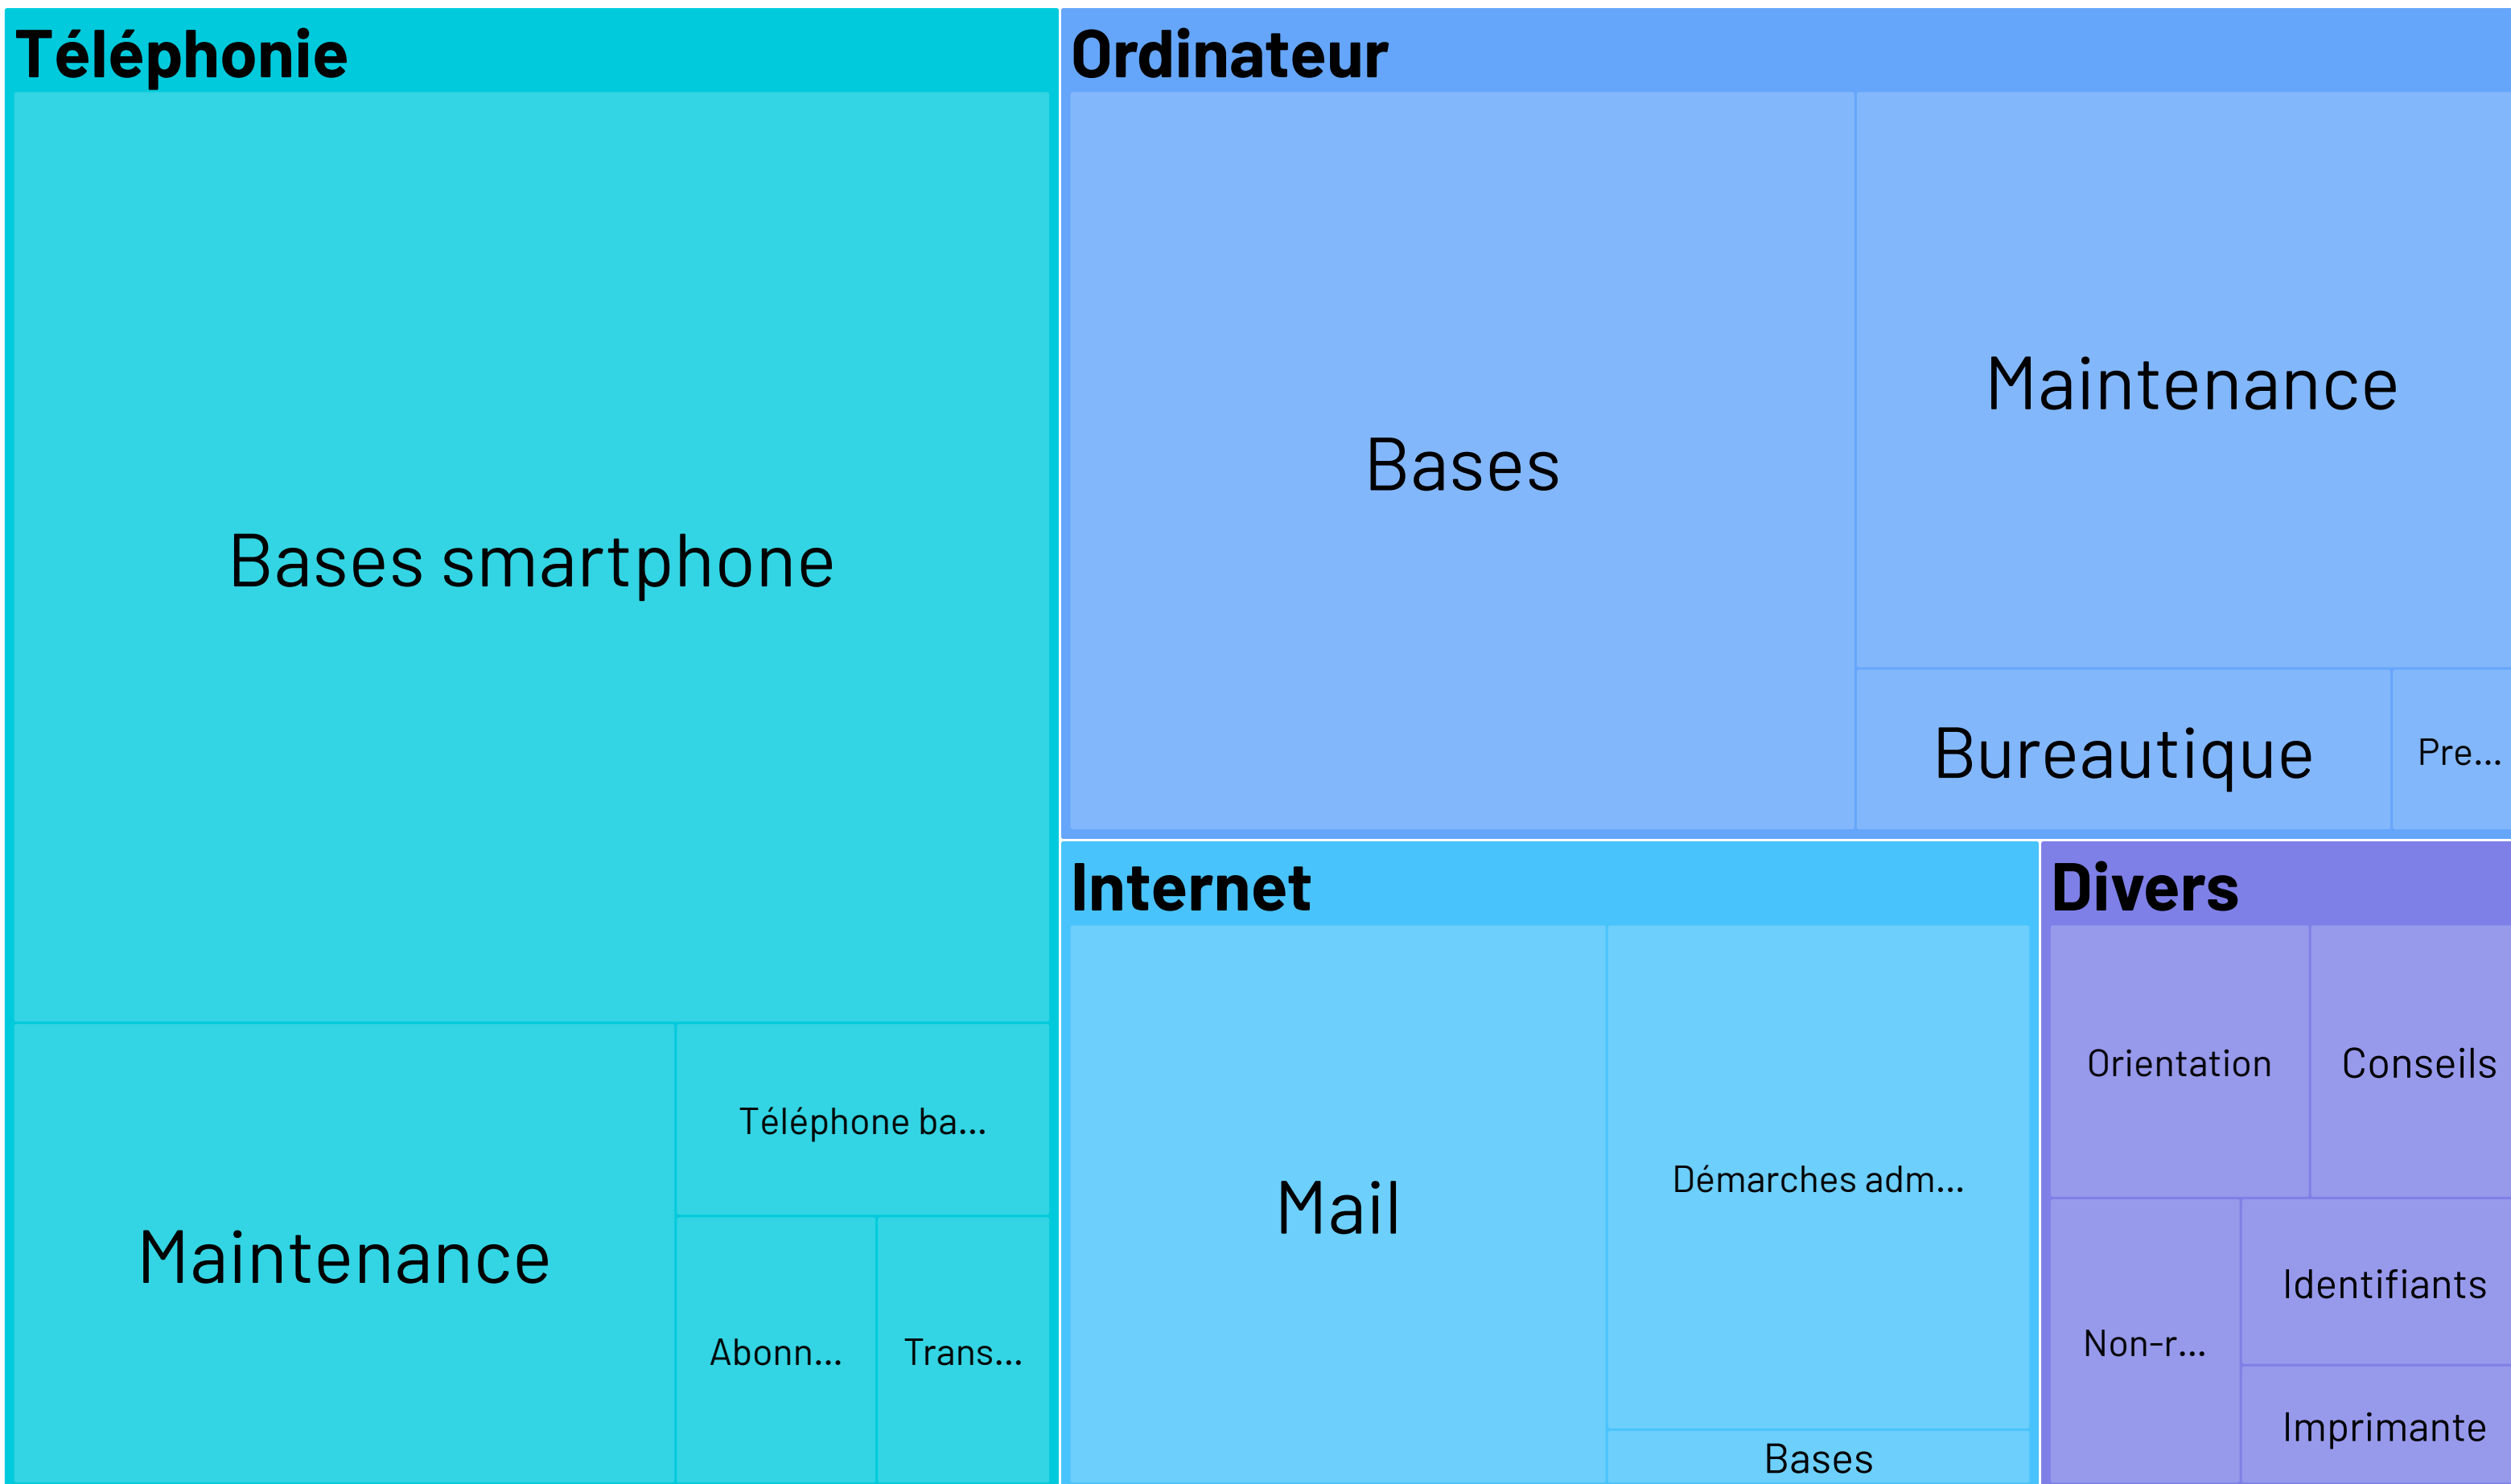 Téléphonie
Bases smartphone
Maintenance
Téléphone ba...
Abonn...
Trans...
Ordinateur
Bases
Maintenance
Bureautique
Pre...
Internet
Mail
Démarches adm...
Bases
Divers
Orientation
Conseils
Non-r...
Identifiants
Imprimante